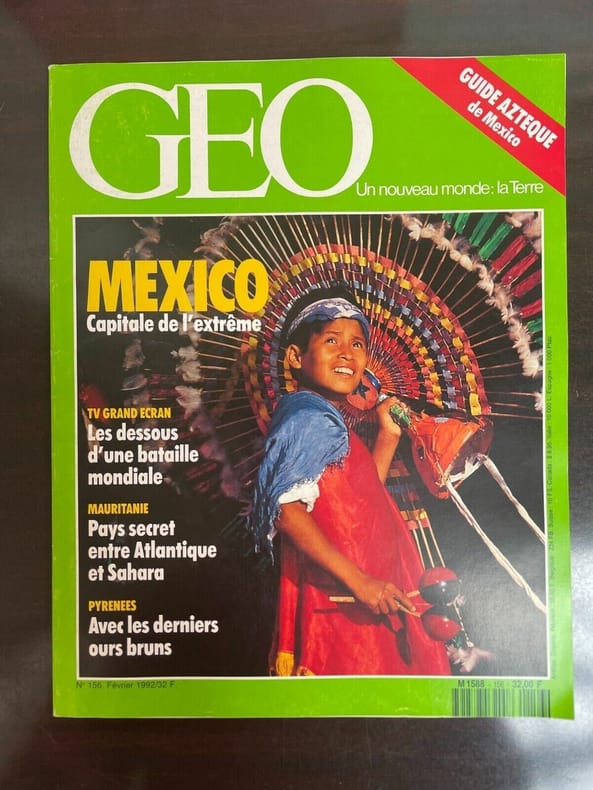 GEO
GUIDE AZTEQUE
de Mexico
Un nouveau monde: la Terre
MEXICO
Capitale de l'extrême
TV GRAND ECRAN
Les dessous
d'une bataille
mondiale
MAURITANIE
Pays secret
entre Atlantique
et Sahara
PYRENEES
Avec les derniers
ours bruns
N° 156. Février 1992/32 F.
M 1588 - 156 - 32,00 F